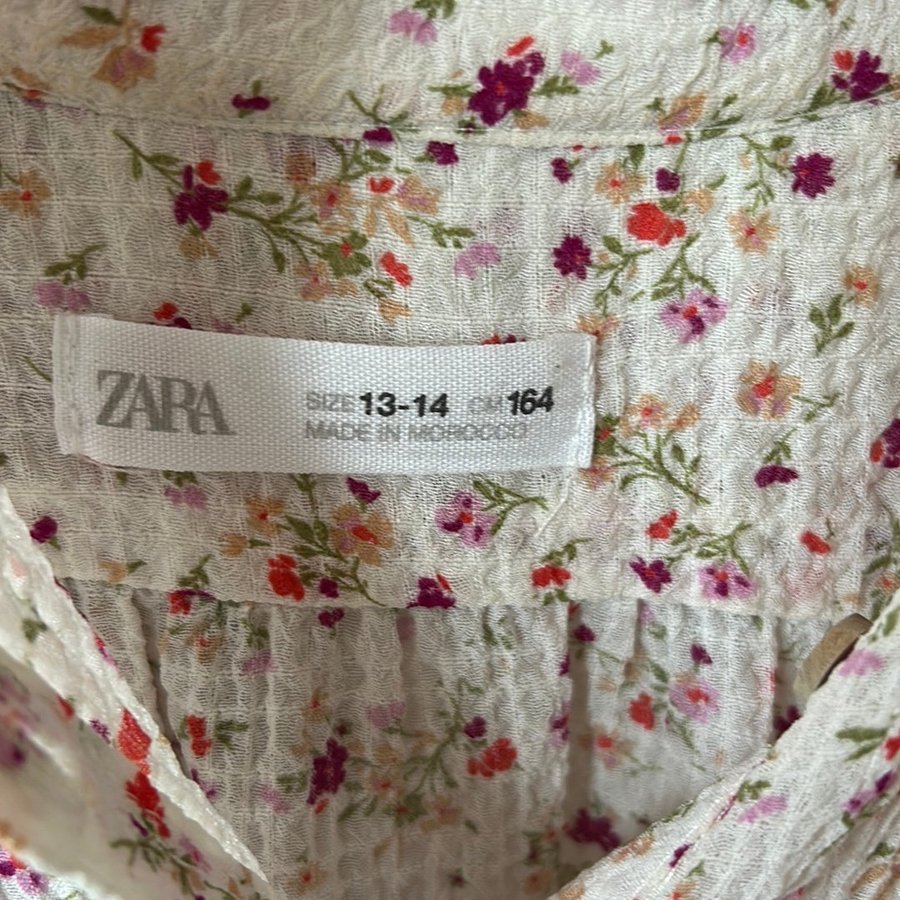 ZARA
SIZE 13-14 CM 164
MADE IN MOROCCO